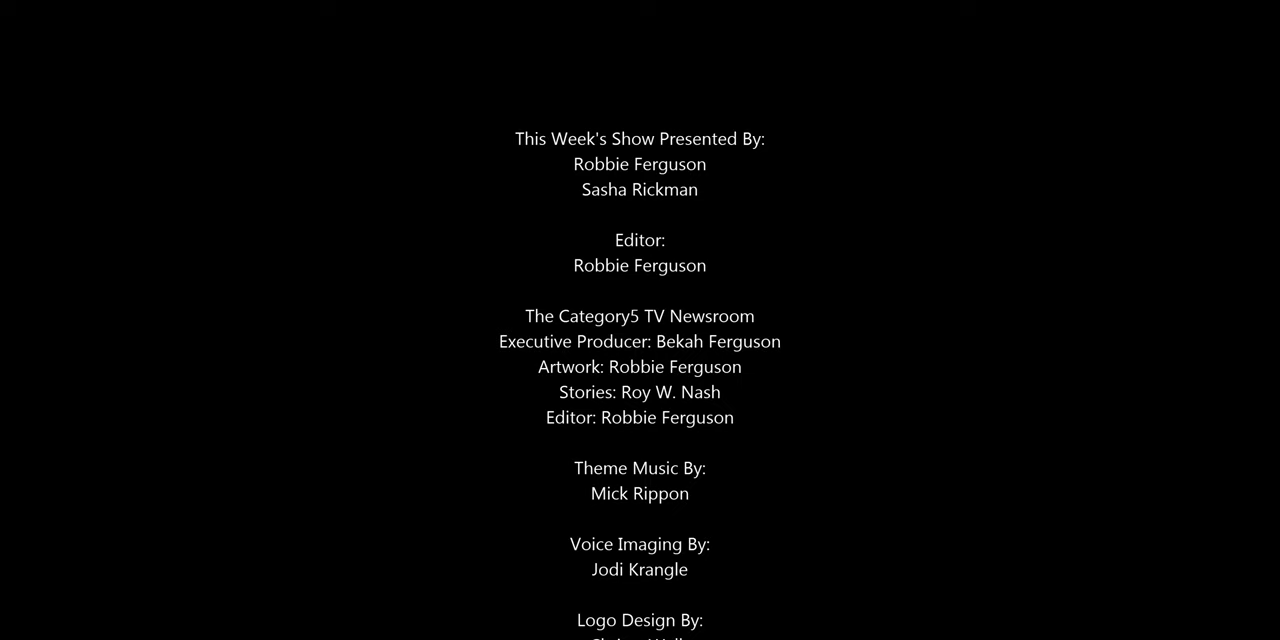 This Week's Show Presented By:
Robbie Ferguson
Sasha Rickman
Editor:
Robbie Ferguson
The Category5 TV Newsroom
Executive Producer: Bekah Ferguson
Artwork: Robbie Ferguson
Stories: Roy W. Nash
Editor: Robbie Ferguson
Theme Music By:
Mick Rippon
Voice Imaging By:
Jodi Krangle
Logo Design By: